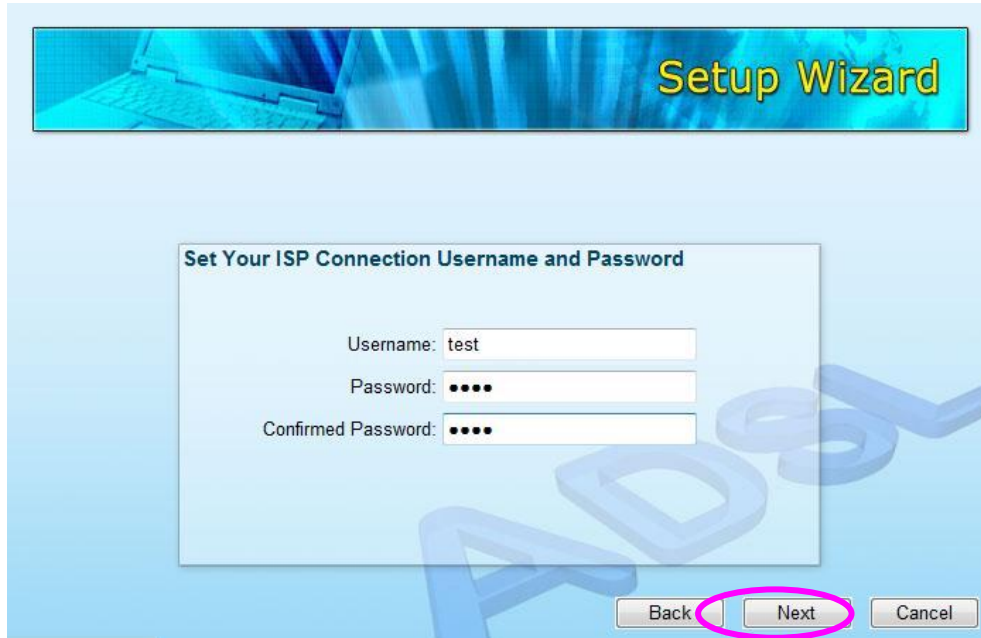 Setup Wizard
Set Your ISP Connection Username and Password
Username: test
Password: ••••
Confirmed Password: ••••
ADSL
Back Next Cancel